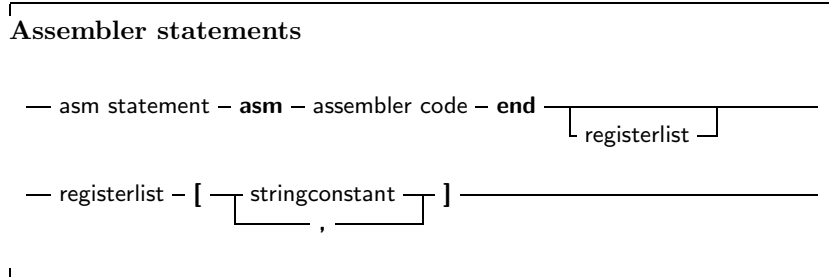 Assembler statements
asm statement asm assembler code end
registerlist
registerlist [ stringconstant ]
,